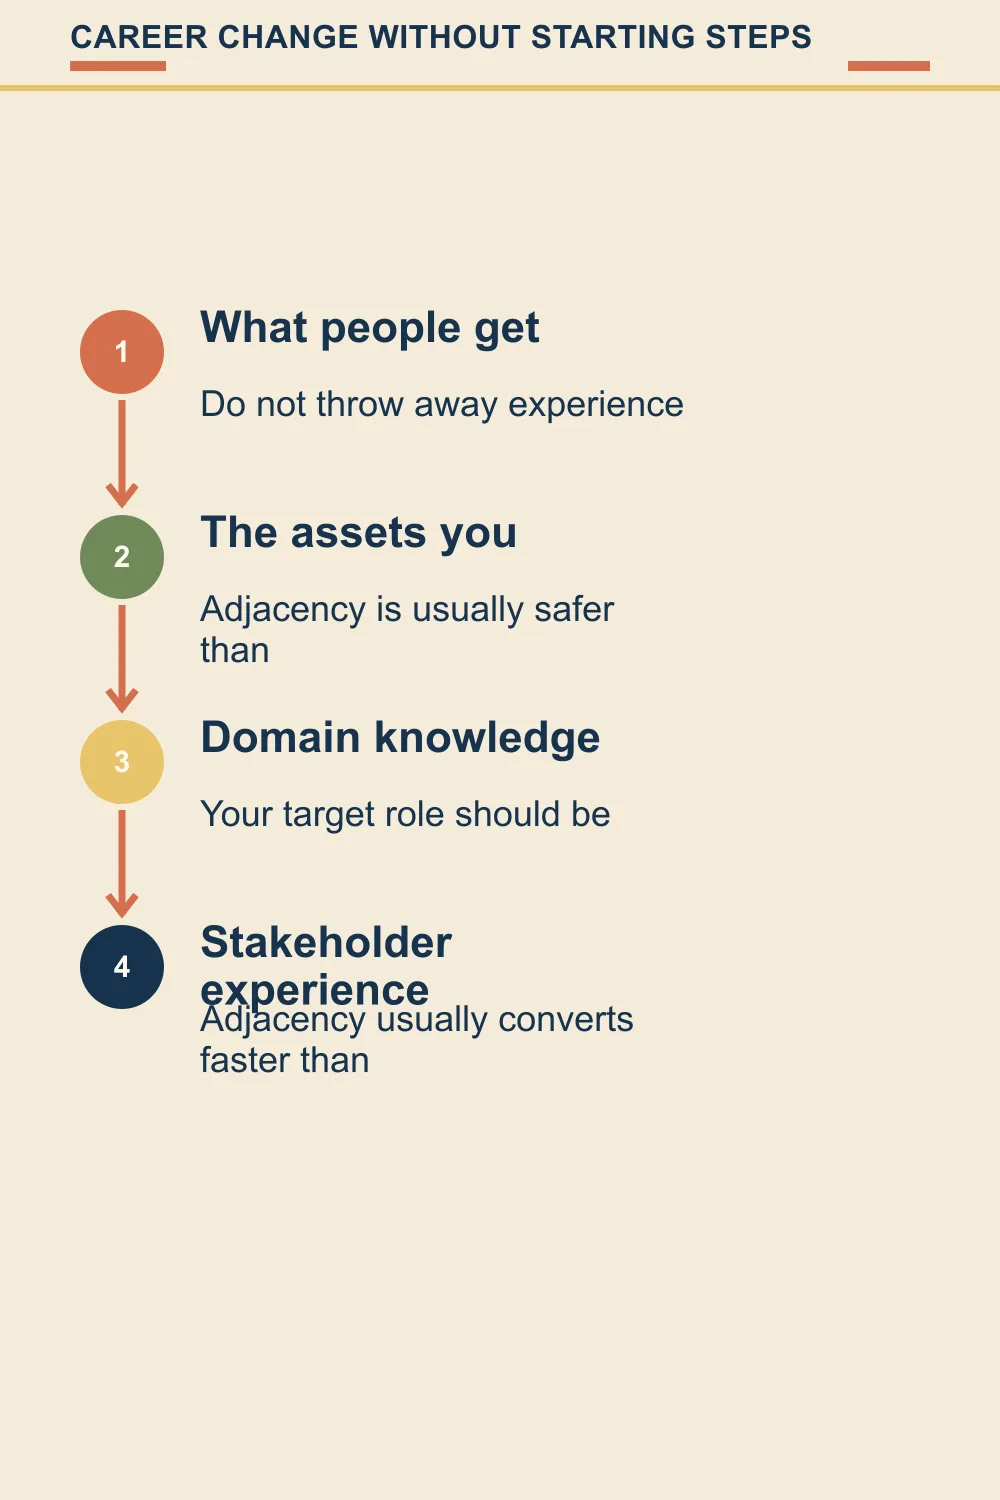 CAREER CHANGE WITHOUT STARTING STEPS
1
What people get
Do not throw away experience
2
The assets you
Adjacency is usually safer
than
3
Domain knowledge
Your target role should be
4
Stakeholder
experience
Adjacency usually converts
faster than